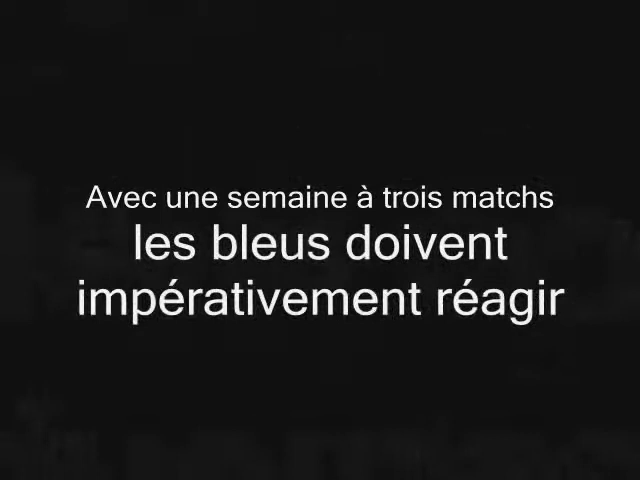 Avec une semaine à trois matchs
les bleus doivent
impérativement réagir